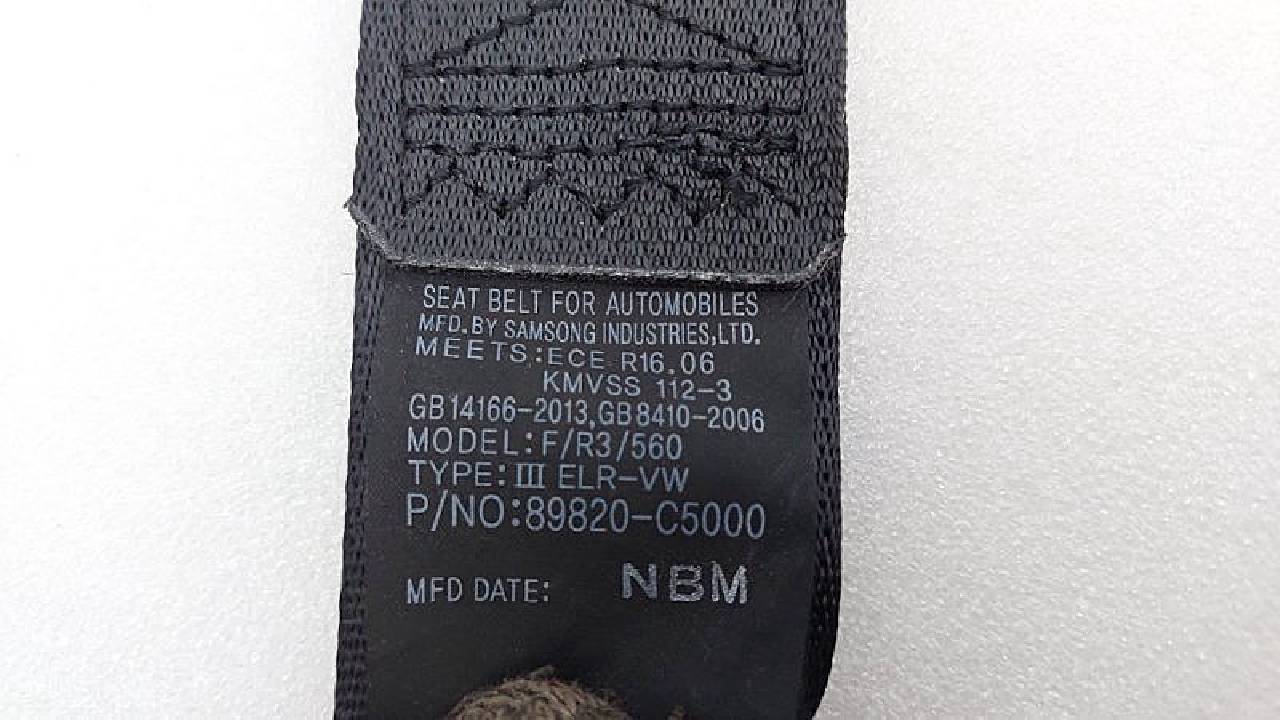 SEAT BELT FOR AUTOMOBILES
MFD.BY SAMSONG INDUSTRIES,LTD.
MEETS:ECE R16.06
KMVSS 112-3
GB14166-2013,GB8410-2006
MODEL:F/R3/560
TYPE:III ELR-VW
P/NO:89820-C5000
MFD DATE: NBM